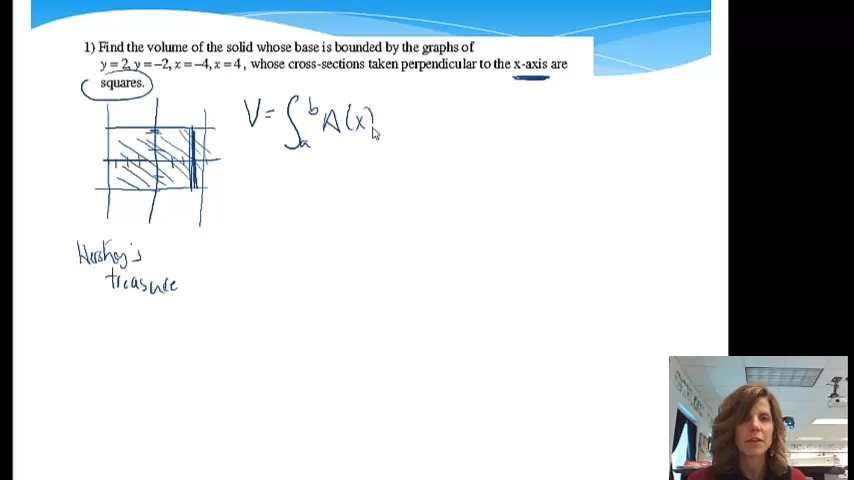 1) Find the volume of the solid whose base is bounded by the graphs of
y = 2, y = −2, x = −4, x = 4 , whose cross-sections taken perpendicular to the x-axis are
squares.
V = ∫_a^b A(x)
Hershey's
treasure